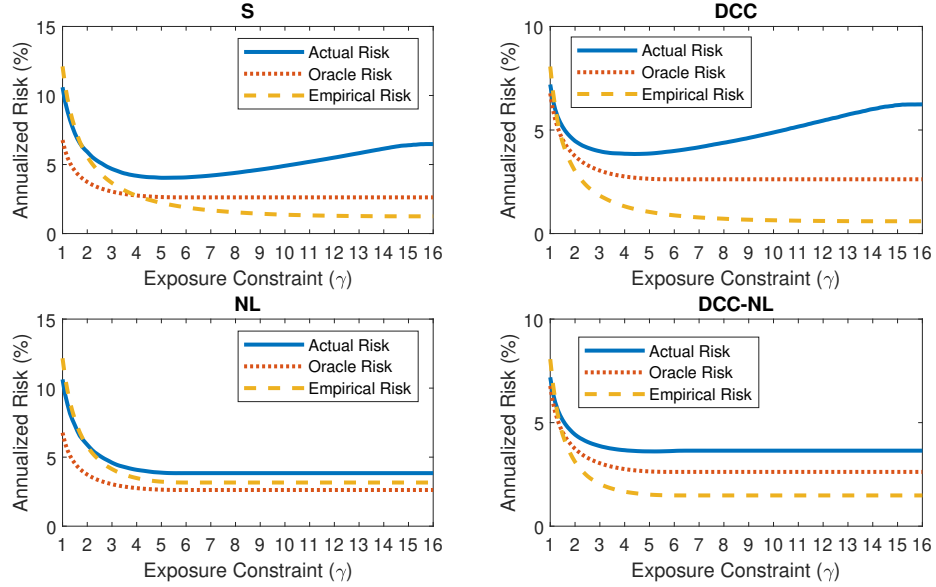 S
Annualized Risk (%)
15
10
5
0
Actual Risk
Oracle Risk
Empirical Risk
1 2 3 4 5 6 7 8 9 10 11 12 13 14 15 16
Exposure Constraint (γ)
DCC
Annualized Risk (%)
10
5
0
Actual Risk
Oracle Risk
Empirical Risk
1 2 3 4 5 6 7 8 9 10 11 12 13 14 15 16
Exposure Constraint (γ)
NL
Annualized Risk (%)
15
10
5
0
Actual Risk
Oracle Risk
Empirical Risk
1 2 3 4 5 6 7 8 9 10 11 12 13 14 15 16
Exposure Constraint (γ)
DCC-NL
Annualized Risk (%)
10
5
0
Actual Risk
Oracle Risk
Empirical Risk
1 2 3 4 5 6 7 8 9 10 11 12 13 14 15 16
Exposure Constraint (γ)